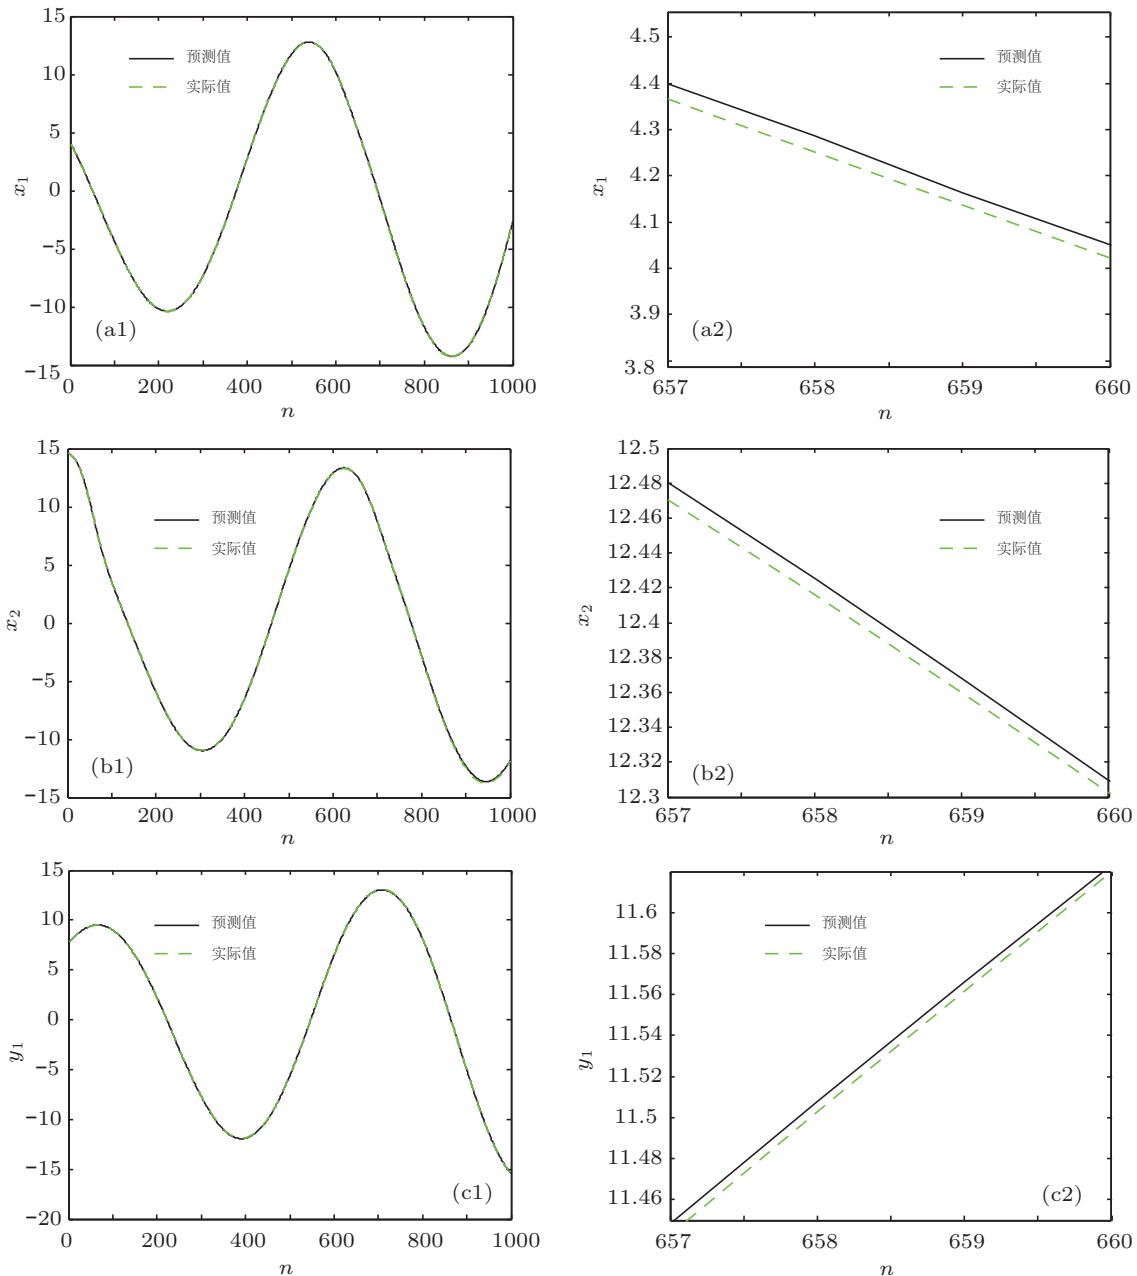 15
10
5
0
−5
−10
−15
x1
预测值
实际值
(a1)
0 200 400 600 800 1000
n
4.5
4.4
4.3
4.2
4.1
4
3.9
3.8
x1
预测值
实际值
(a2)
657 658 659 660
n
15
10
5
0
−5
−10
−15
x2
预测值
实际值
(b1)
0 200 400 600 800 1000
n
12.5
12.48
12.46
12.44
12.42
12.4
12.38
12.36
12.34
12.32
12.3
x2
预测值
实际值
(b2)
657 658 659 660
n
15
10
5
0
−5
−10
−15
−20
y1
预测值
实际值
(c1)
0 200 400 600 800 1000
n
11.6
11.58
11.56
11.54
11.52
11.5
11.48
11.46
y1
预测值
实际值
(c2)
657 658 659 660
n